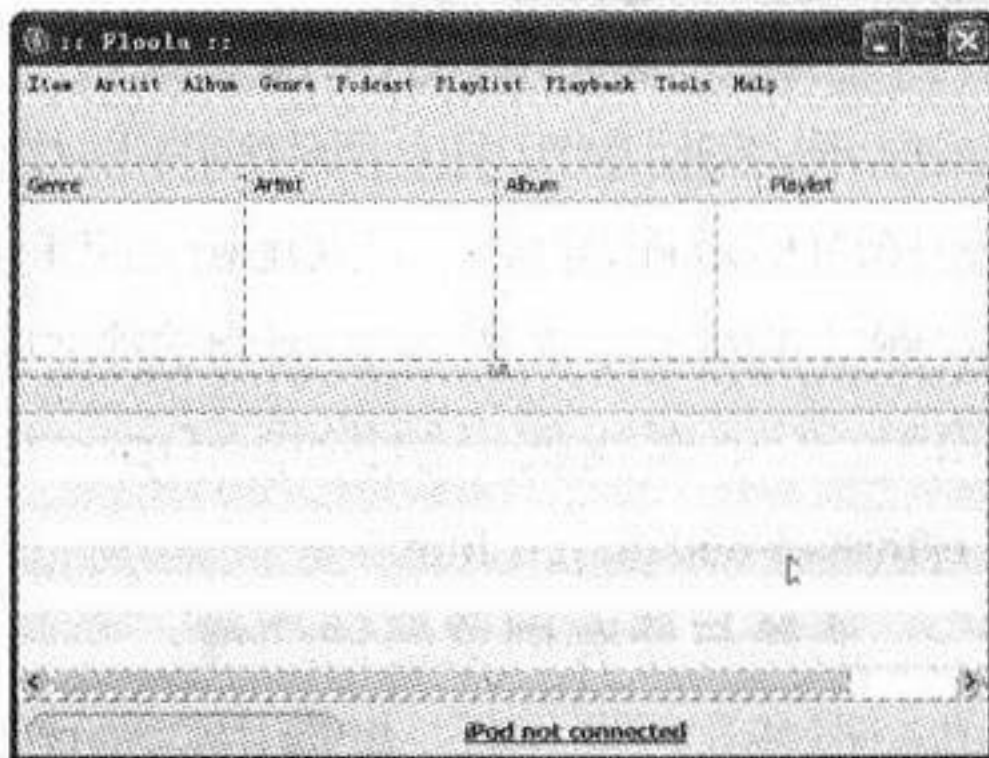 :: Floola ::
Item Artist Album Genre Podcast Playlist Playback Tools Help
Genre Artist Album Playlist
iPod not connected